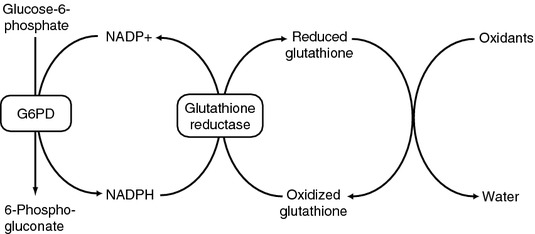 Glucose-6-
phosphate
NADP+
Reduced
glutathione
Oxidants
G6PD
Glutathione
reductase
6-Phospho-
gluconate
NADPH
Oxidized
glutathione
Water